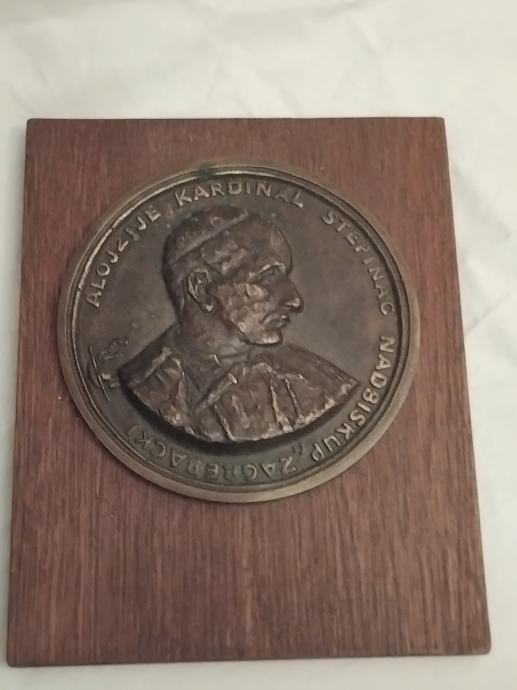 ALOJZIJE KARDINAL STEPINAC NADBISKUP ZAGREBAČKI